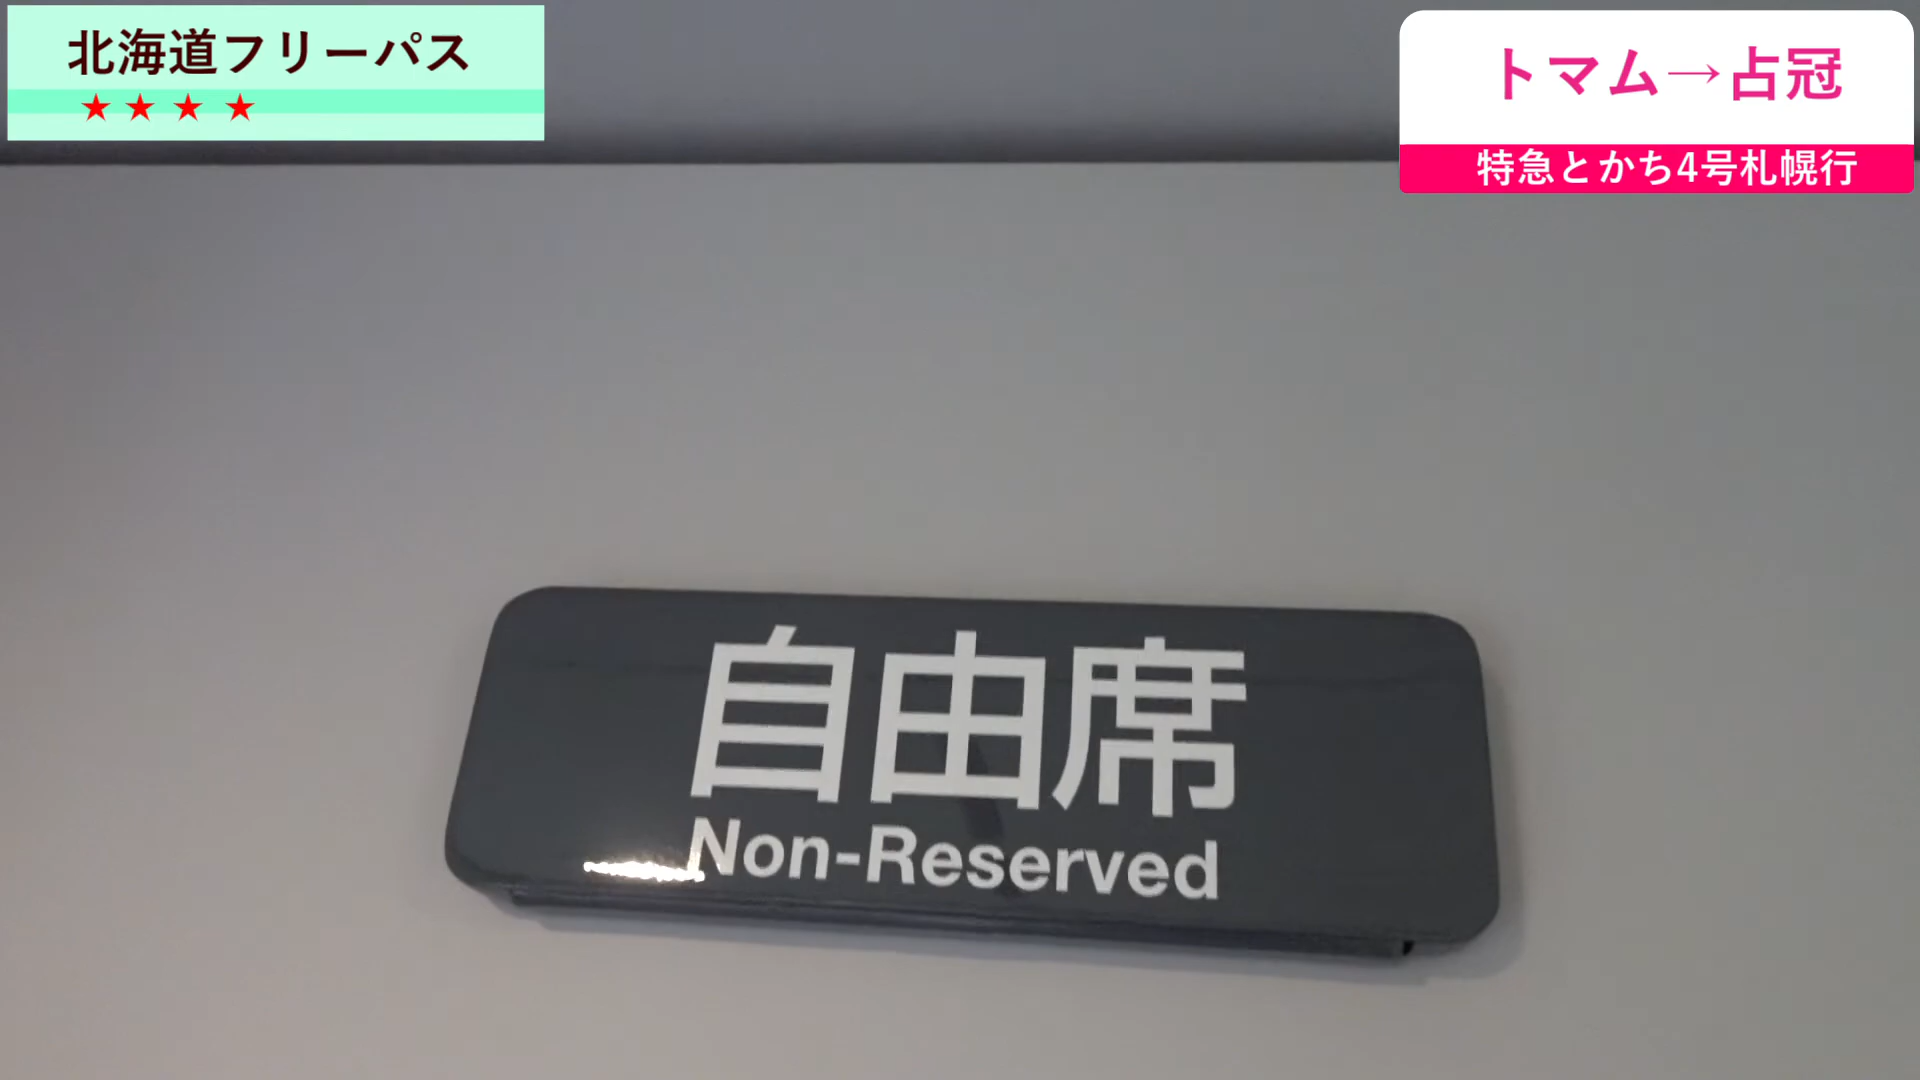 北海道フリーパス
★★★★
トマム→占冠
特急とかち4号札幌行
自由席
Non-Reserved